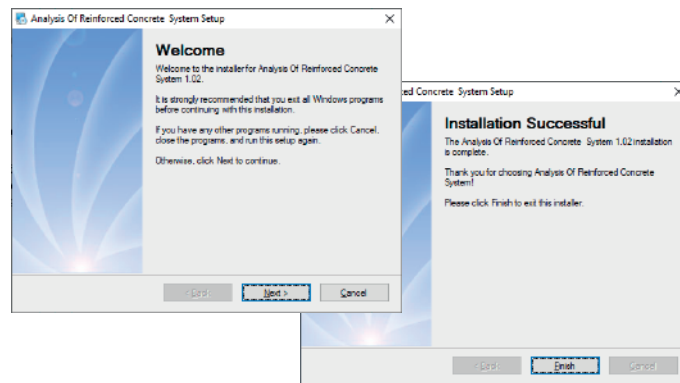 Analysis Of Reinforced Concrete System Setup
Welcome
Welcome to the installer for Analysis Of Reinforced Concrete
System 1.02.
It is strongly recommended that you exit all Windows programs
before continuing with this installation.
If you have any other programs running, please click Cancel,
close the programs, and run this setup again.
Otherwise, click Next to continue.
< Back
Next >
Cancel
ed Concrete System Setup
Installation Successful
The Analysis Of Reinforced Concrete System 1.02 installation
is complete.
Thank you for choosing Analysis Of Reinforced Concrete
System!
Please click Finish to exit this installer.
< Back
Finish
Cancel